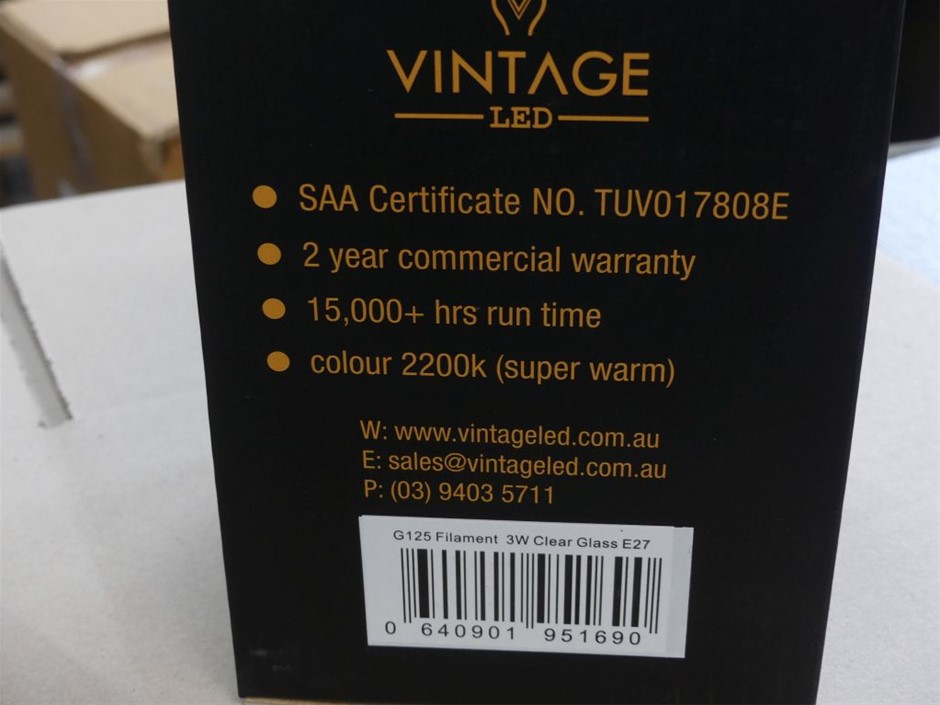 VINTAGE
LED
SAA Certificate NO. TUV017808E
2 year commercial warranty
15,000+ hrs run time
colour 2200k (super warm)
W: www.vintageled.com.au
E: sales@vintageled.com.au
P: (03) 9403 5711
G125 Filament 3W Clear Glass E27
0 640901 951690